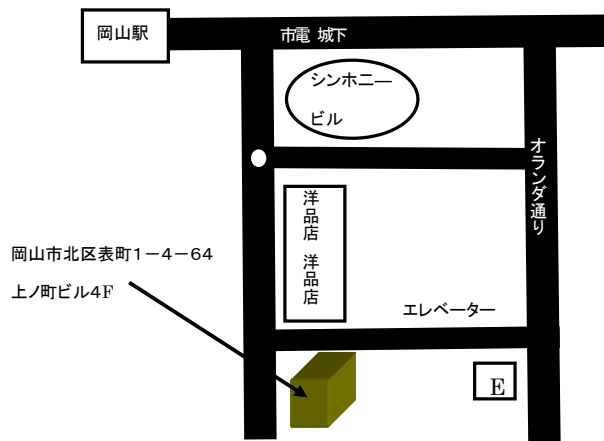 岡山駅
市電 城下
シンホニー
ビル
オランダ通り
洋品店 洋品店
岡山市北区表町1－4－64
上ノ町ビル4F
エレベーター
E